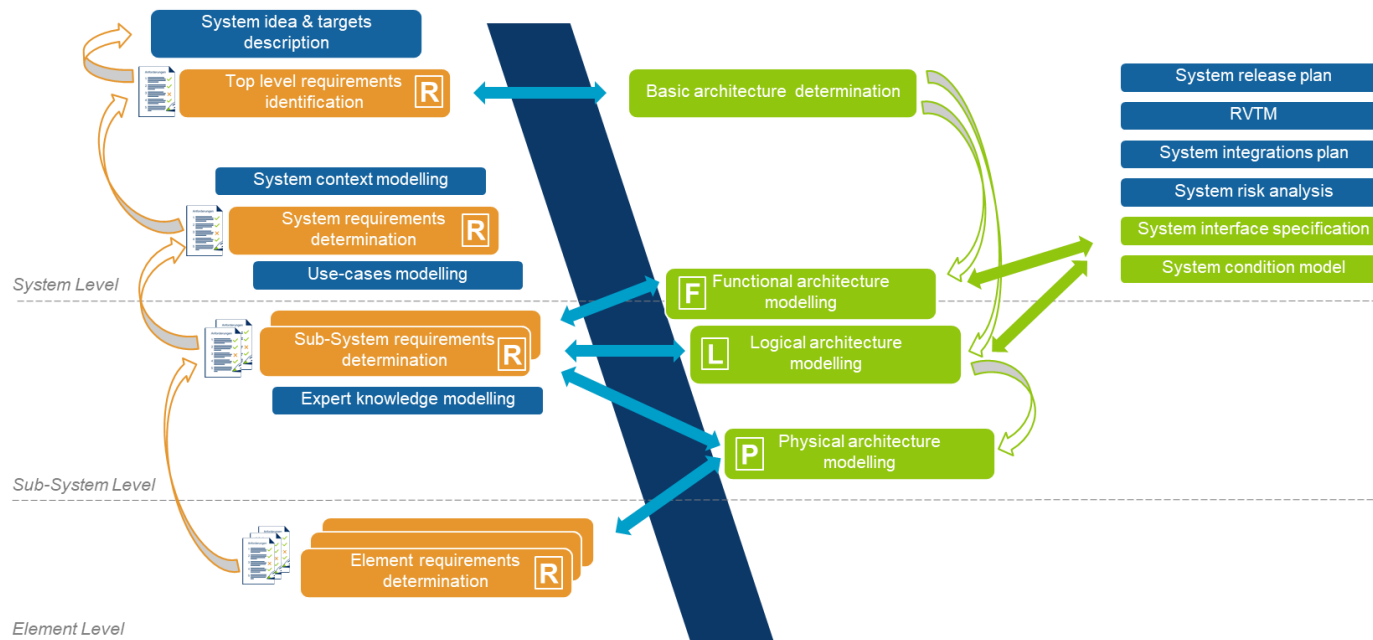 System idea & targets
description
Top level requirements
identification
R
Basic architecture determination
System release plan
RVTM
System integrations plan
System risk analysis
System interface specification
System condition model
System context modelling
System requirements
determination
R
Use-cases modelling
System Level
F
Functional architecture
modelling
Sub-System requirements
determination
R
L
Logical architecture
modelling
Expert knowledge modelling
P
Physical architecture
modelling
Sub-System Level
Element requirements
determination
R
Element Level